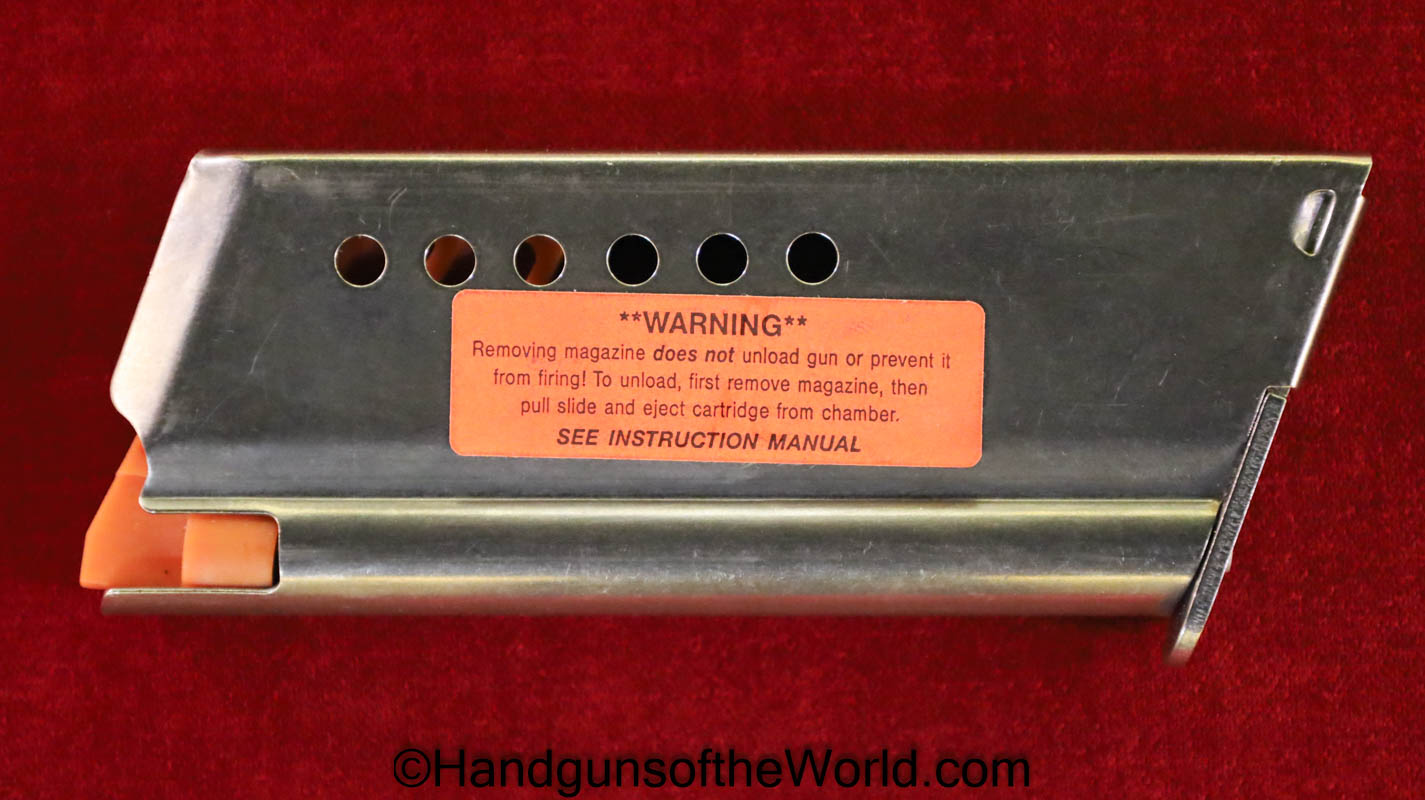 **WARNING**
Removing magazine does not unload gun or prevent it
from firing! To unload, first remove magazine, then
pull slide and eject cartridge from chamber.
SEE INSTRUCTION MANUAL
©HandgunsoftheWorld.com